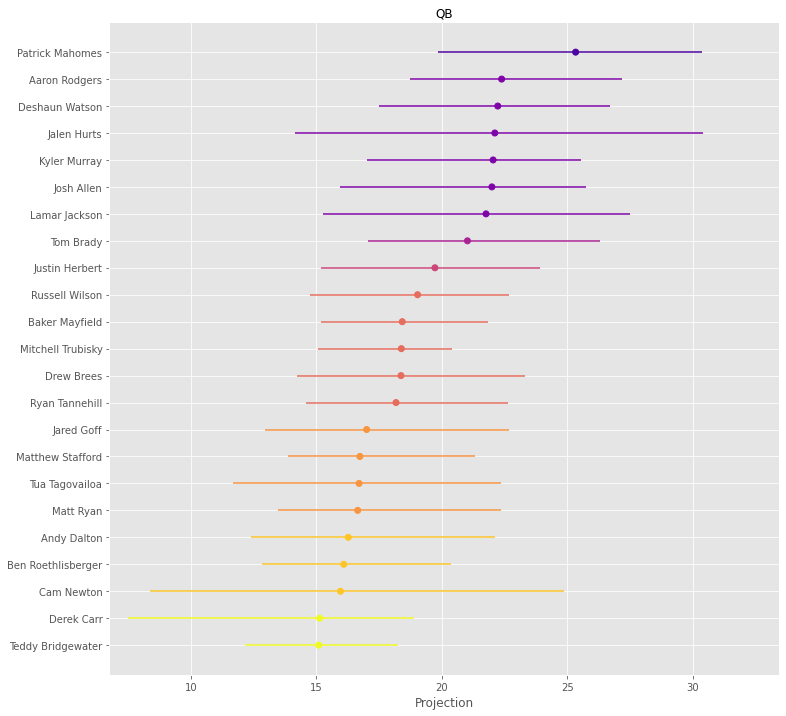 QB
Patrick Mahomes
Aaron Rodgers
Deshaun Watson
Jalen Hurts
Kyler Murray
Josh Allen
Lamar Jackson
Tom Brady
Justin Herbert
Russell Wilson
Baker Mayfield
Mitchell Trubisky
Drew Brees
Ryan Tannehill
Jared Goff
Matthew Stafford
Tua Tagovailoa
Matt Ryan
Andy Dalton
Ben Roethlisberger
Cam Newton
Derek Carr
Teddy Bridgewater
10 15 20 25 30
Projection